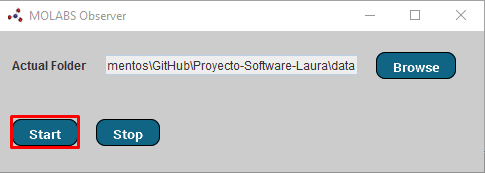 MOLABS Observer
Actual Folder mentos\GitHub\Proyecto-Software-Laura\data Browse
Start Stop